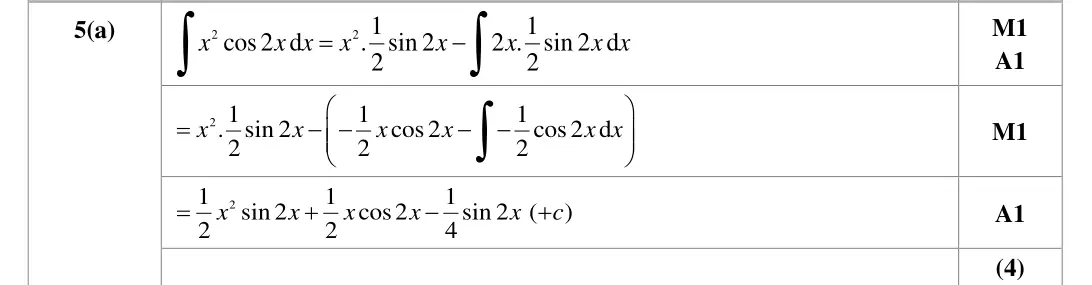 5(a)
∫ x² cos 2x dx = x². 1/2 sin 2x − ∫ 2x. 1/2 sin 2x dx
M1
A1
= x². 1/2 sin 2x − ( − 1/2 x cos 2x − ∫ − 1/2 cos 2x dx )
M1
= 1/2 x² sin 2x + 1/2 x cos 2x − 1/4 sin 2x (+c)
A1
(4)